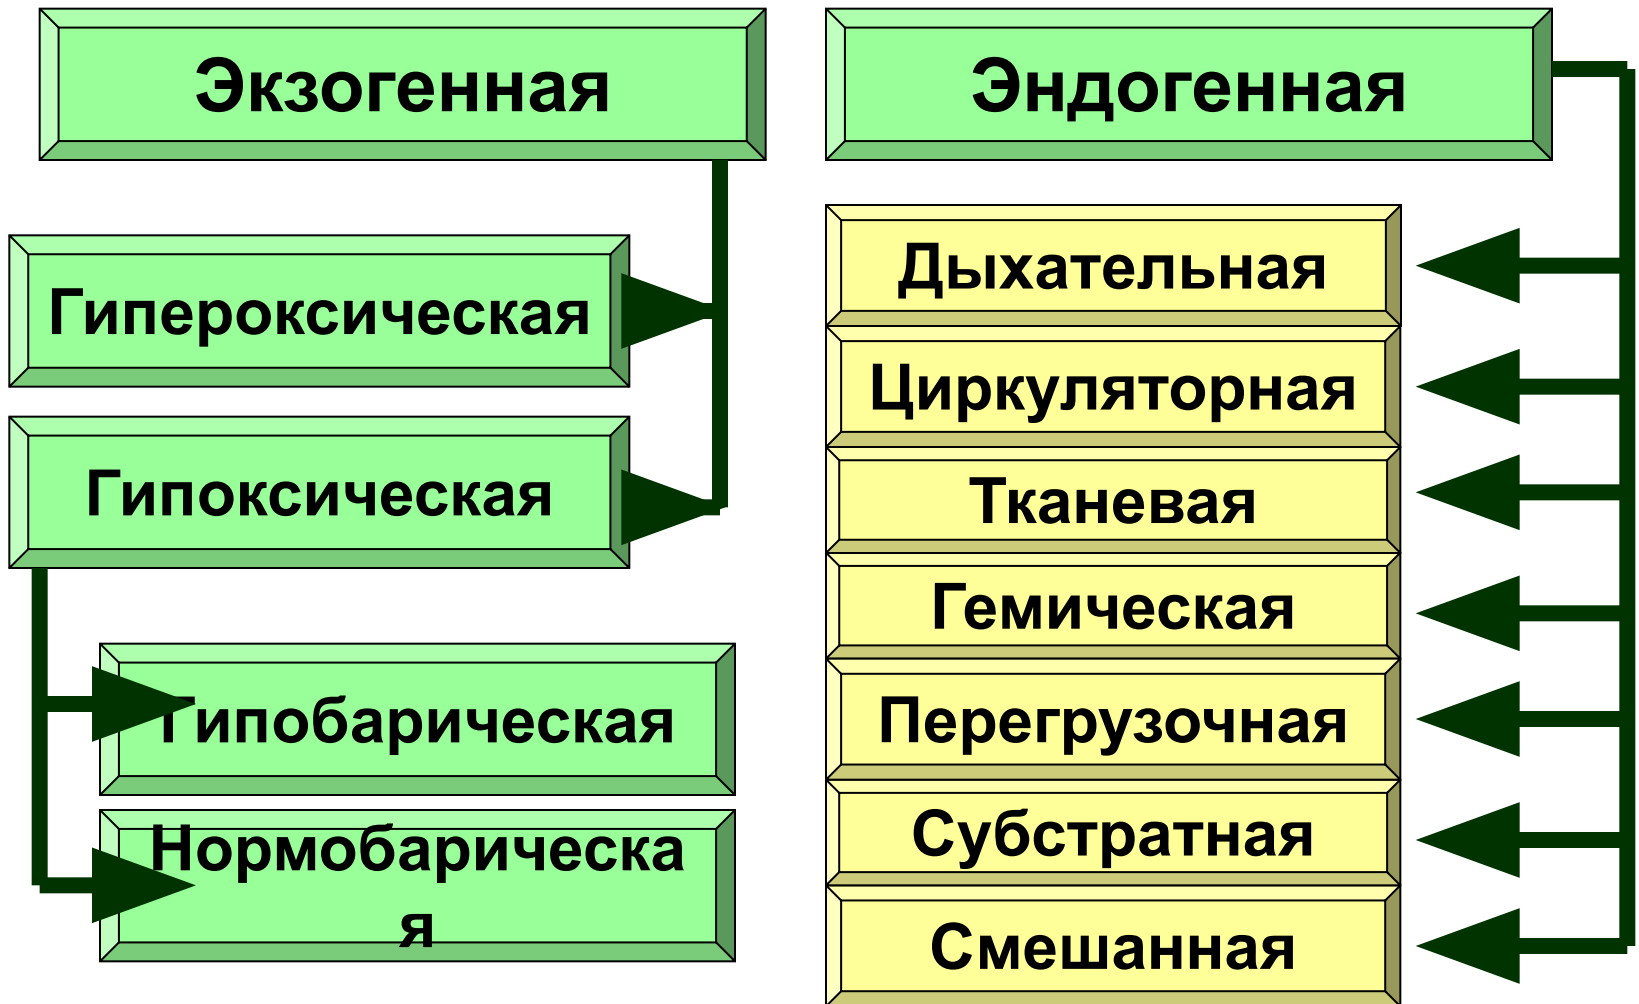 Экзогенная
Гипероксическая
Гипоксическая
Гипобарическая
Нормобарическа
я
Эндогенная
Дыхательная
Циркуляторная
Тканевая
Гемическая
Перегрузочная
Субстратная
Смешанная